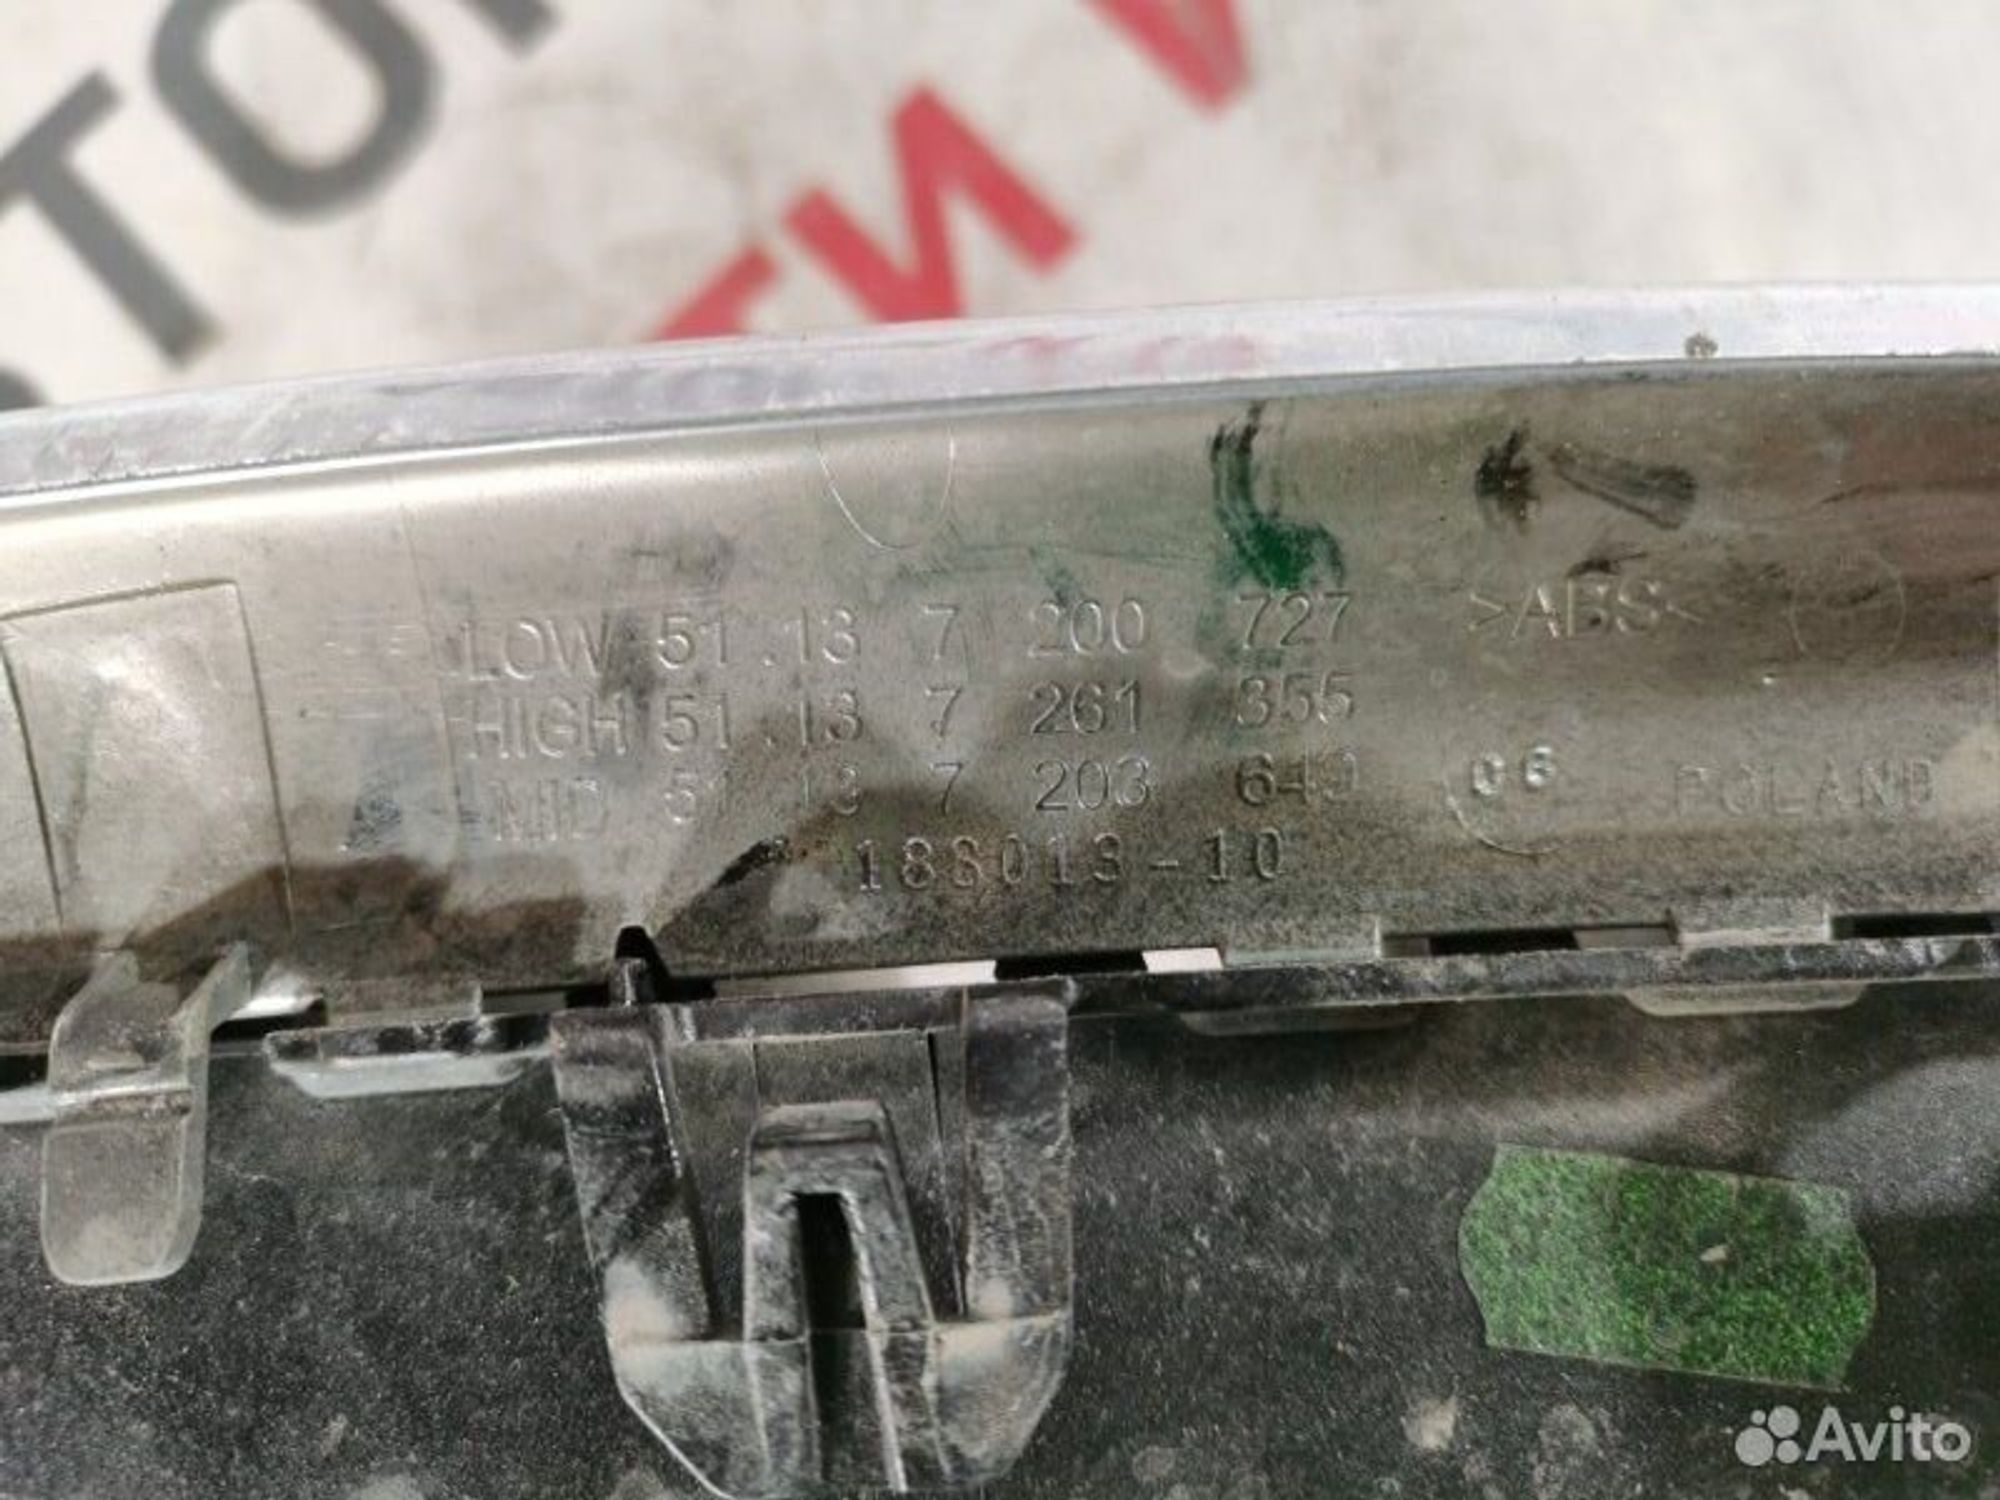 ТИ
LOW 51.13 7 200 727 >ABS<
HIGH 51.13 7 261 355
MID 51 13 7 203 649 06 POLAND
188013-10
Avito